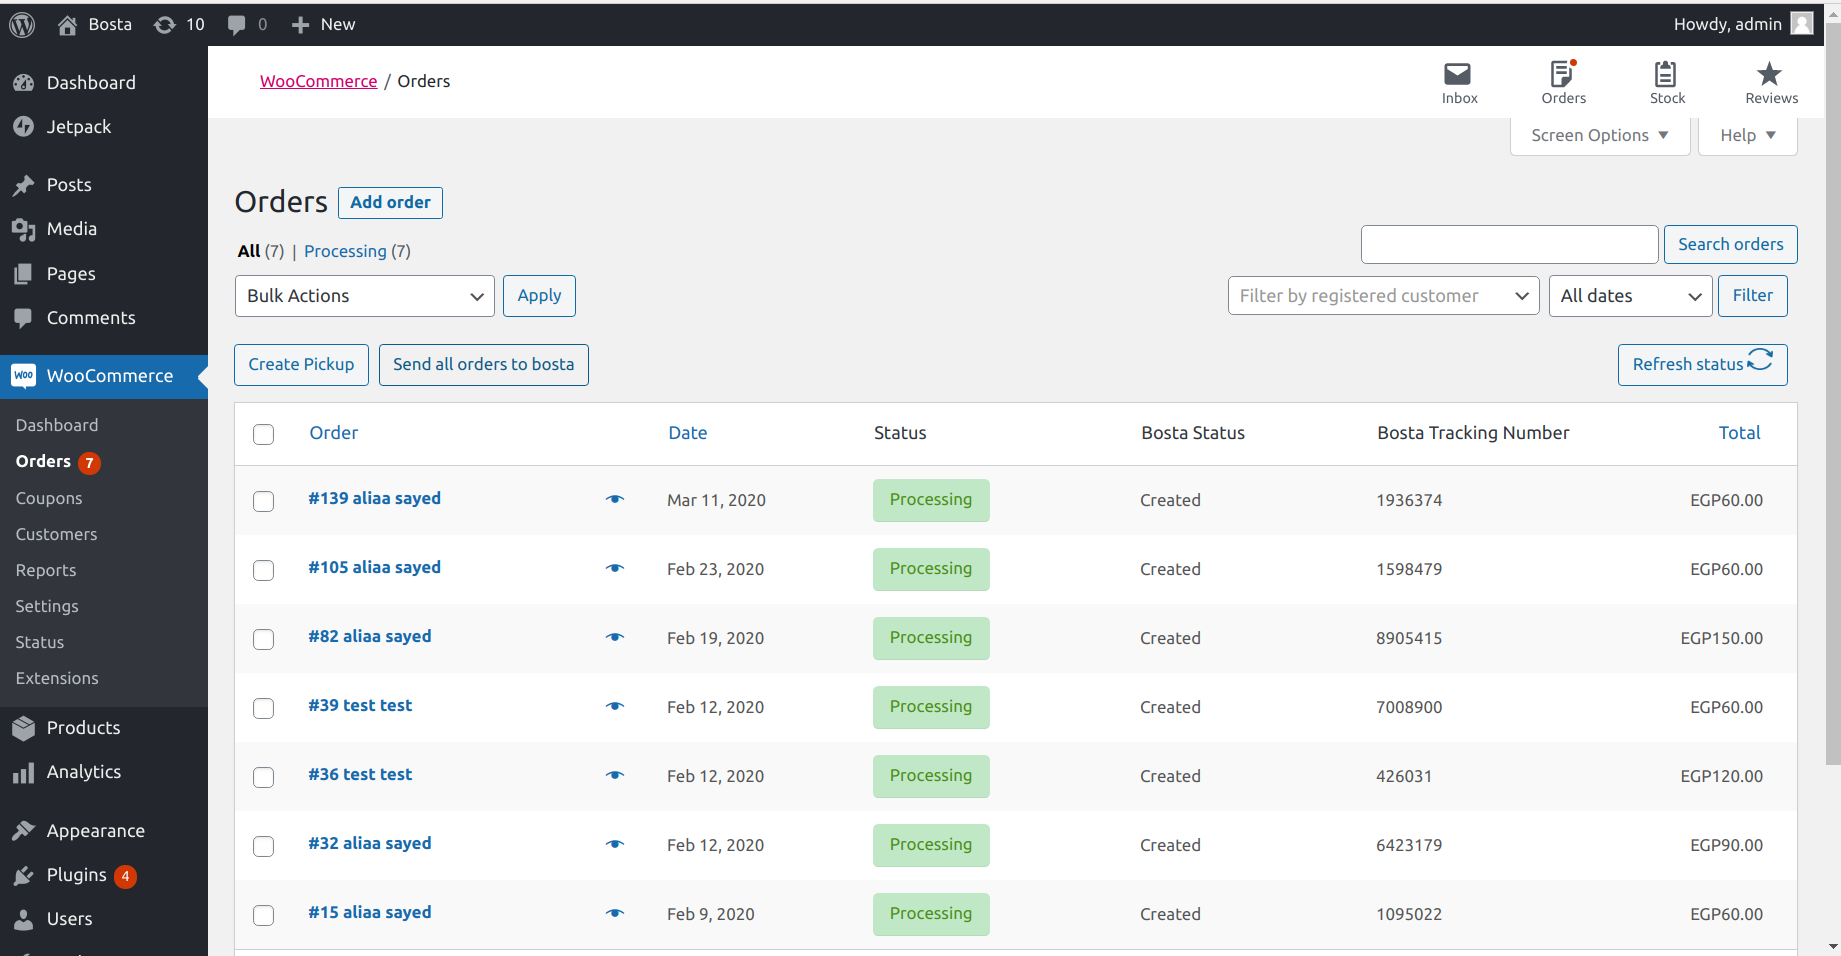 Bosta 10 0 New Howdy, admin
Dashboard
Jetpack
Posts
Media
Pages
Comments
Woo WooCommerce
Dashboard
Orders 7
Coupons
Customers
Reports
Settings
Status
Extensions
Products
Analytics
Appearance
Plugins 4
Users
WooCommerce / Orders
Inbox Orders Stock Reviews
Screen Options Help
Orders Add order
All (7) | Processing (7)
Search orders
Bulk Actions Apply Filter by registered customer All dates Filter
Create Pickup Send all orders to bosta Refresh status
Order Date Status Bosta Status Bosta Tracking Number Total
#139 aliaa sayed Mar 11, 2020 Processing Created 1936374 EGP60.00
#105 aliaa sayed Feb 23, 2020 Processing Created 1598479 EGP60.00
#82 aliaa sayed Feb 19, 2020 Processing Created 8905415 EGP150.00
#39 test test Feb 12, 2020 Processing Created 7008900 EGP60.00
#36 test test Feb 12, 2020 Processing Created 426031 EGP120.00
#32 aliaa sayed Feb 12, 2020 Processing Created 6423179 EGP90.00
#15 aliaa sayed Feb 9, 2020 Processing Created 1095022 EGP60.00